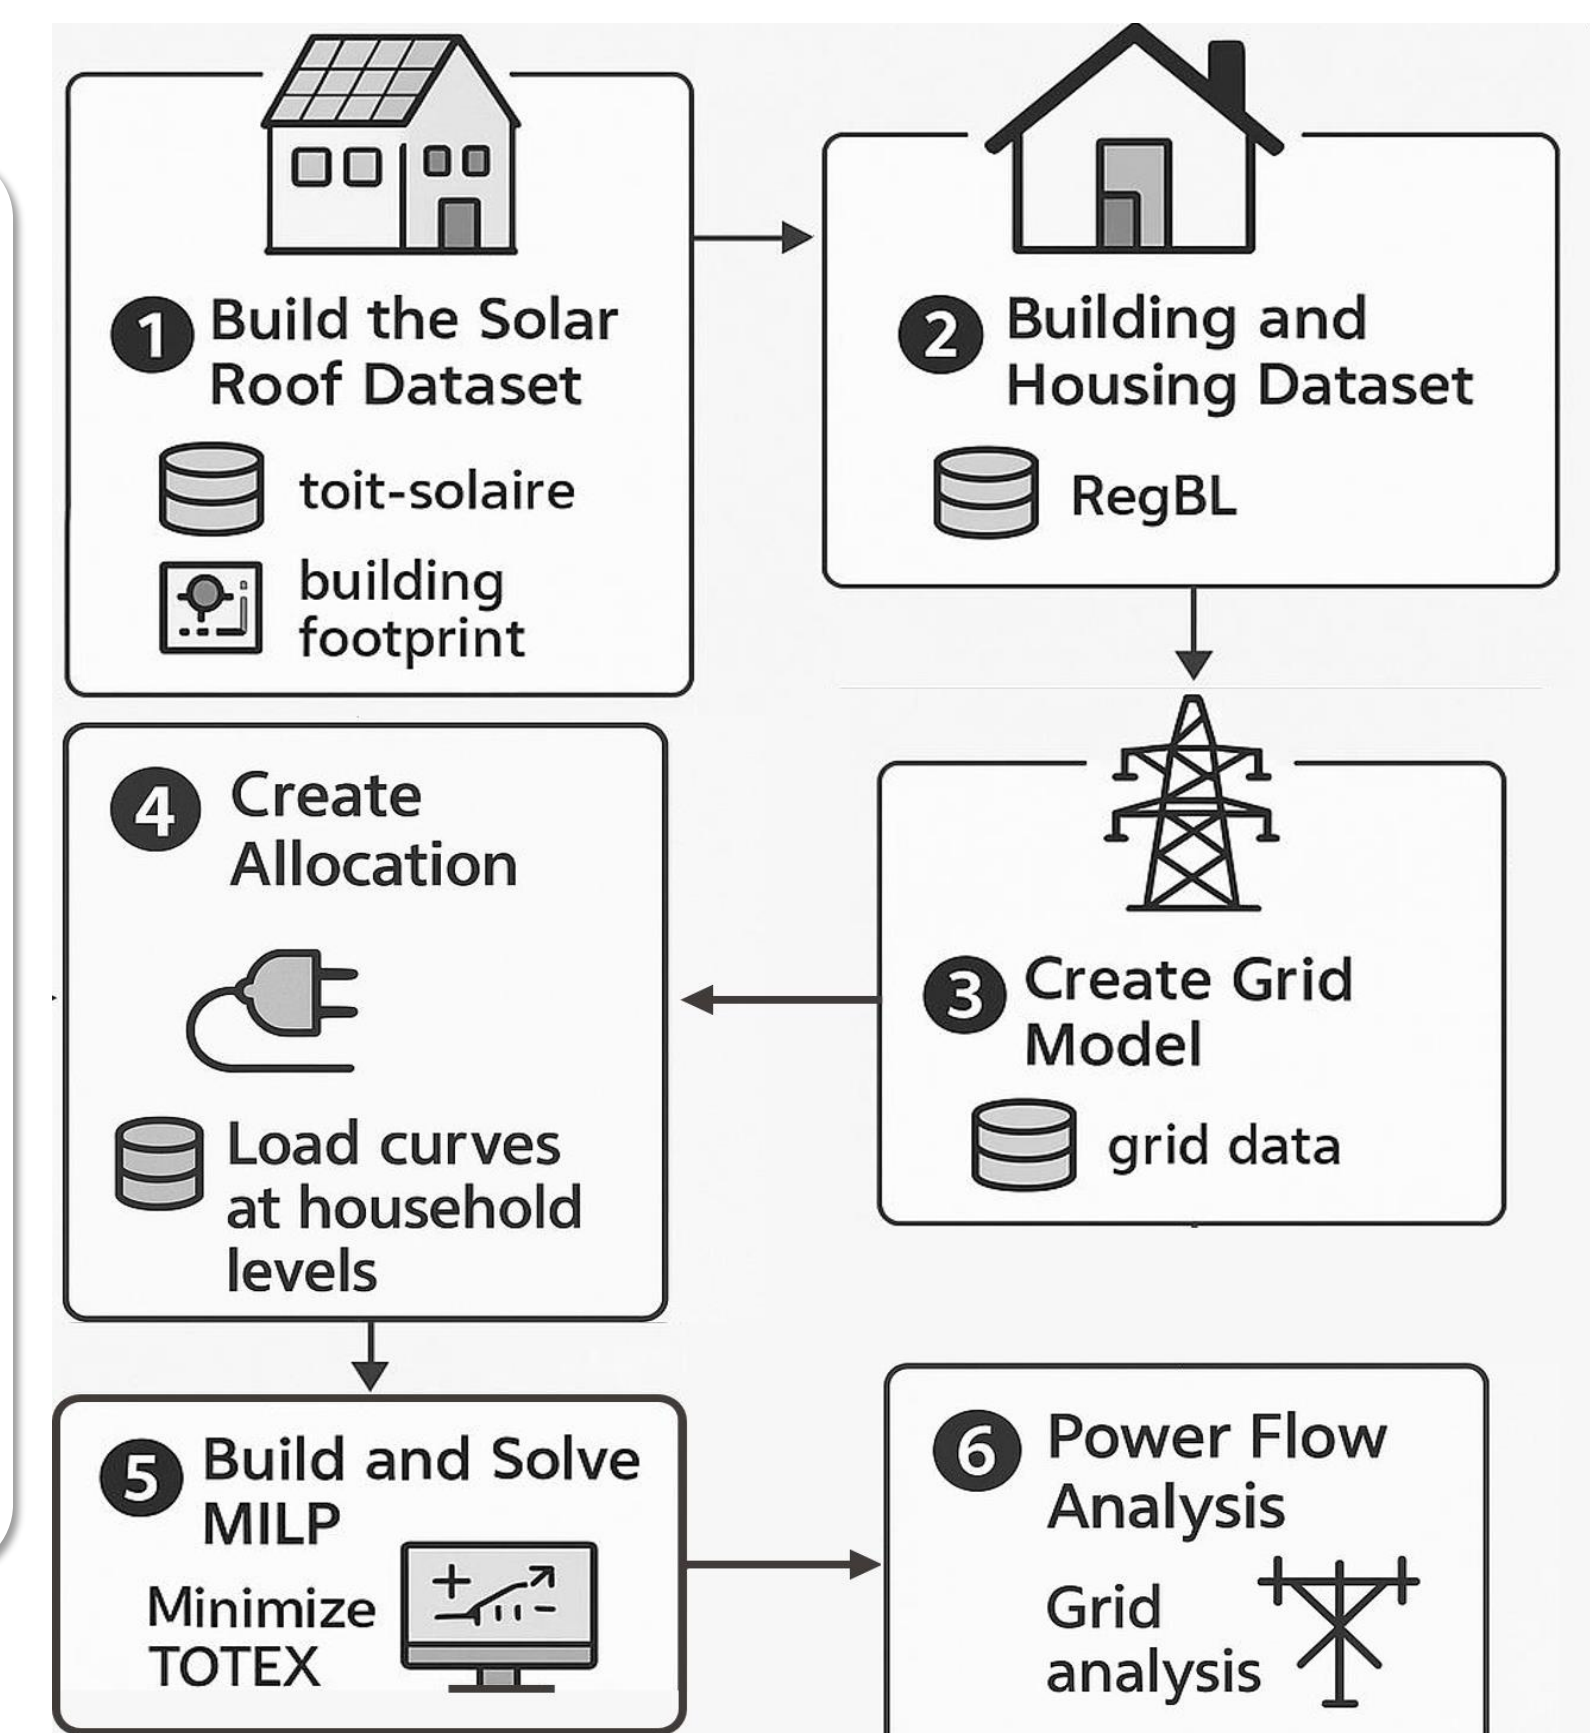 1 Build the Solar
Roof Dataset
toit-solaire
building
footprint
2 Building and
Housing Dataset
RegBL
3 Create Grid
Model
grid data
4 Create
Allocation
Load curves
at household
levels
5 Build and Solve
MILP
Minimize
TOTEX
6 Power Flow
Analysis
Grid
analysis